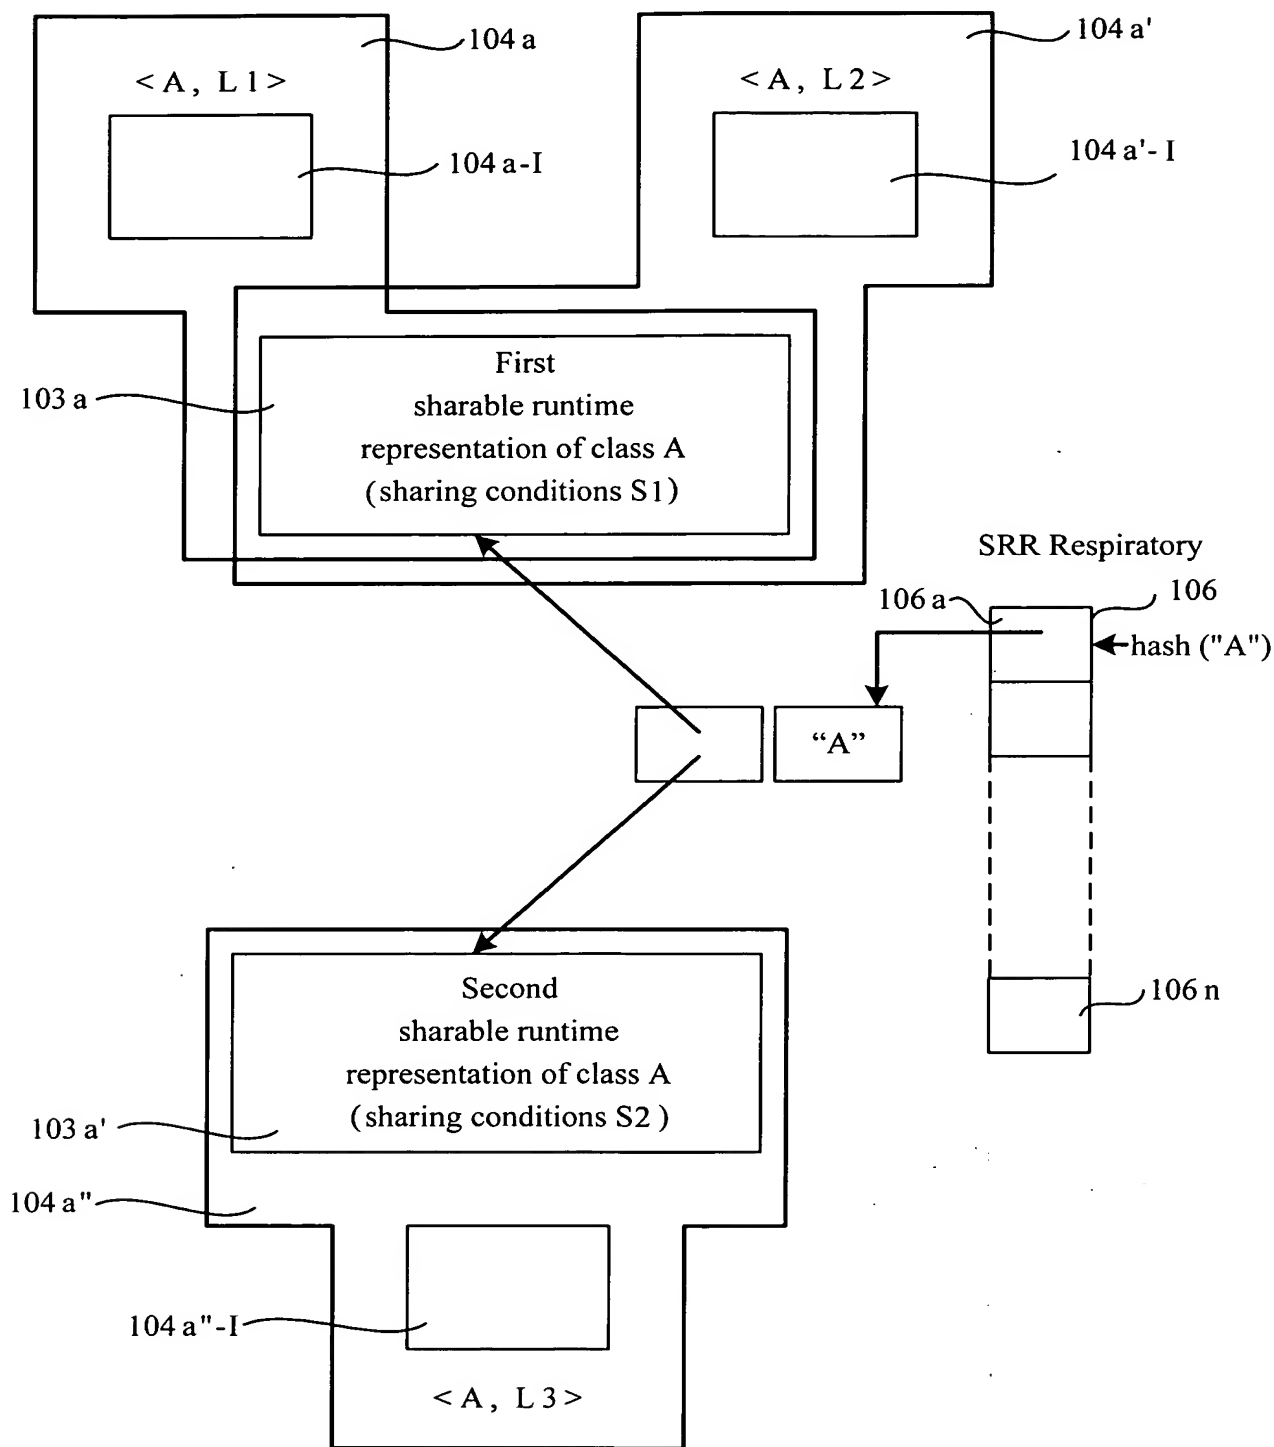 104 a
104 a'
< A, L 1 >
< A, L 2 >
104 a-I
104 a'- I
First
sharable runtime
representation of class A
(sharing conditions S1)
103 a
SRR Respiratory
106 a
106
hash ("A")
“A”
Second
sharable runtime
representation of class A
(sharing conditions S2 )
106 n
103 a'
104 a"
104 a"-I
< A, L 3 >